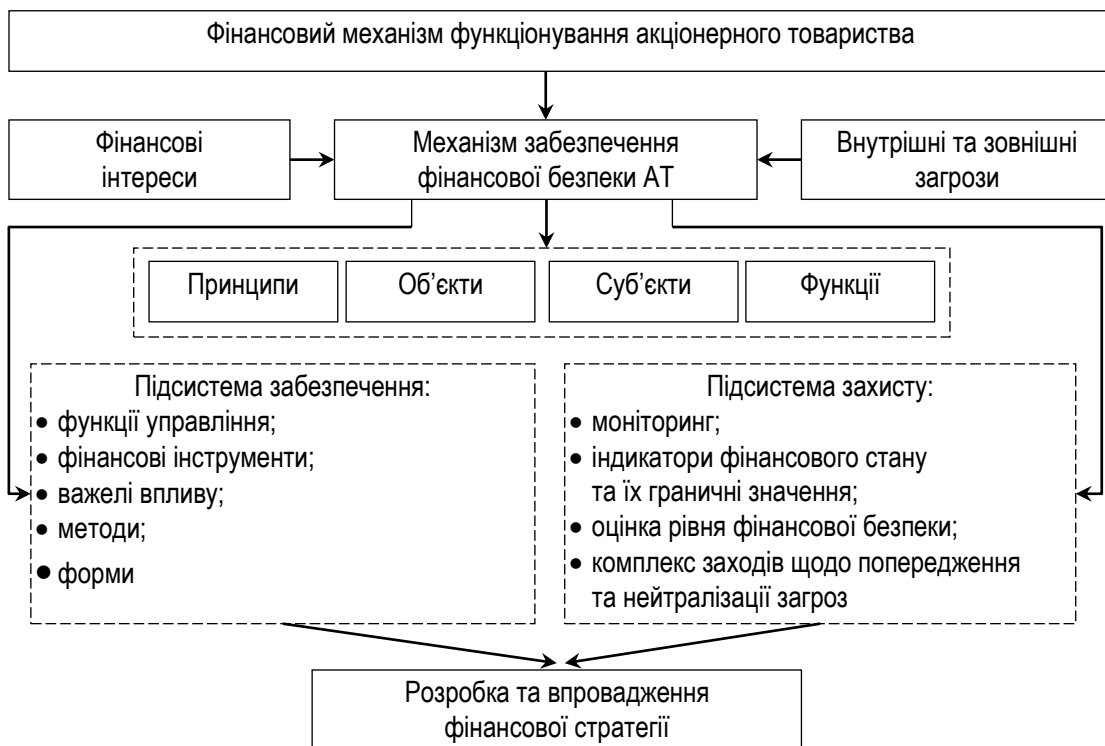 Фінансовий механізм функціонування акціонерного товариства
Фінансові
інтереси
Механізм забезпечення
фінансової безпеки АТ
Внутрішні та зовнішні
загрози
Принципи
Об’єкти
Суб’єкти
Функції
Підсистема забезпечення:
● функції управління;
● фінансові інструменти;
● важелі впливу;
● методи;
● форми
Підсистема захисту:
● моніторинг;
● індикатори фінансового стану
та їх граничні значення;
● оцінка рівня фінансової безпеки;
● комплекс заходів щодо попередження
та нейтралізації загроз
Розробка та впровадження
фінансової стратегії